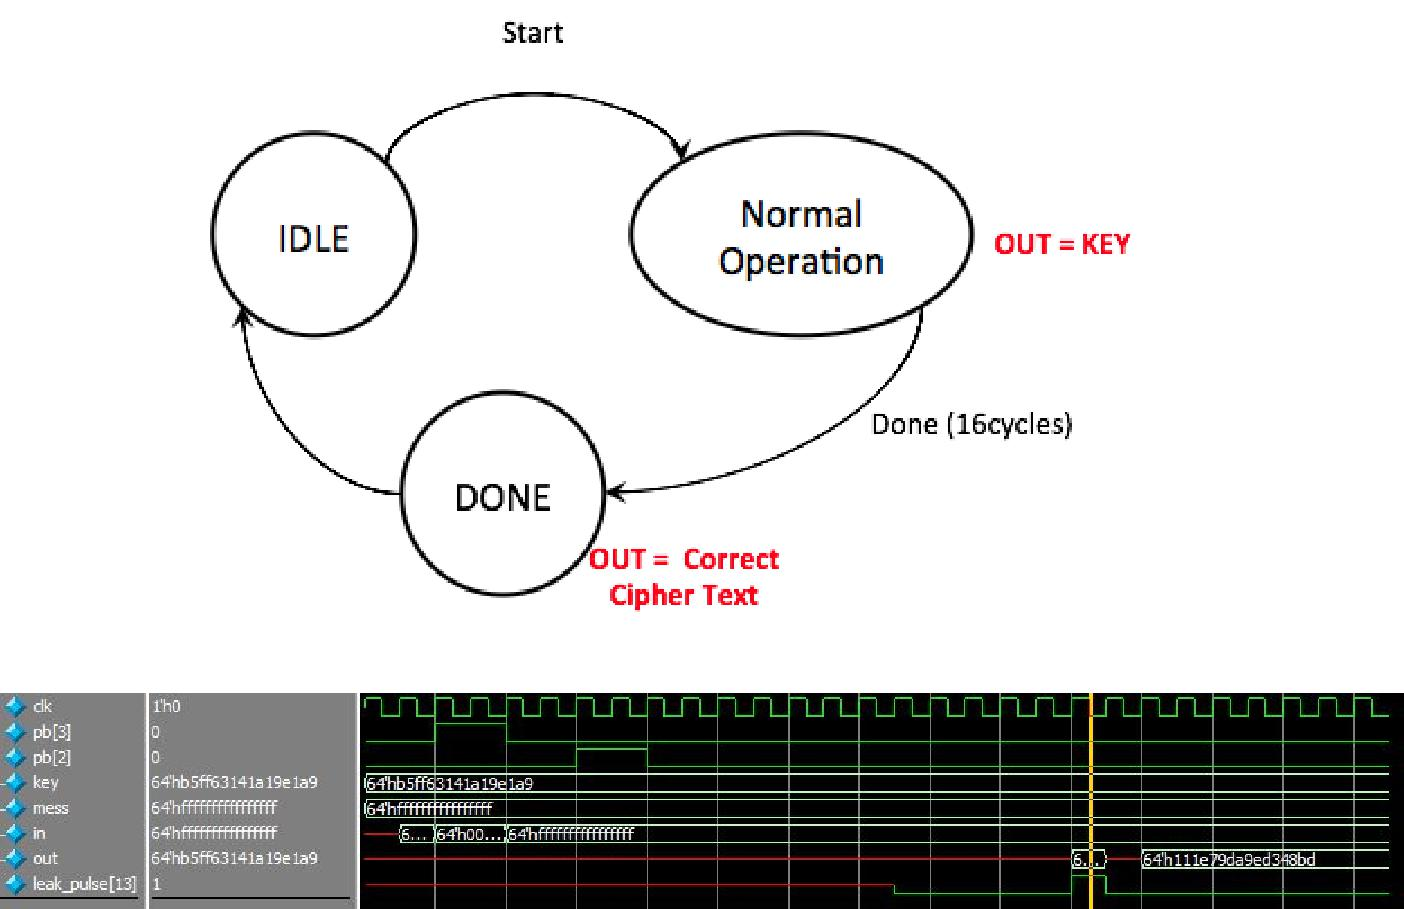 Start
IDLE
Normal
Operation
OUT = KEY
Done (16cycles)
DONE
OUT = Correct
Cipher Text
clk 1'h0
pb[3] 0
pb[2] 0
key 64'hb5ff63141a19e1a9 64'hb5ff63141a19e1a9
mess 64'hffffffffffffffff 64'hffffffffffffffff
in 64'hffffffffffffffff 6... 64'h00... 64'hffffffffffffffff
out 64'hb5ff63141a19e1a9 6... 64'h111e79da9ed348bd
leak_pulse[13] 1